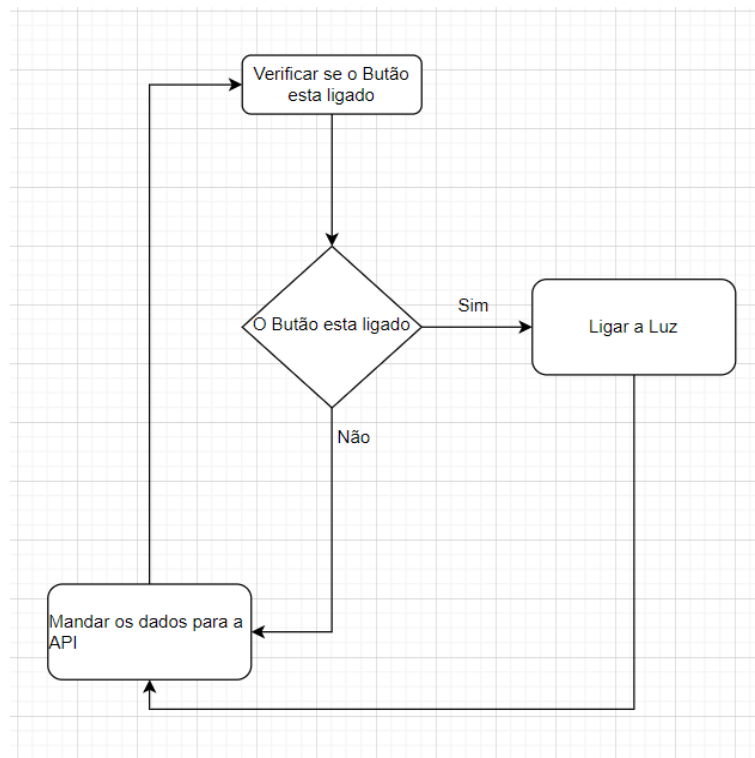 Verificar se o Butão
esta ligado
O Butão esta ligado
Sim
Ligar a Luz
Não
Mandar os dados para a
API